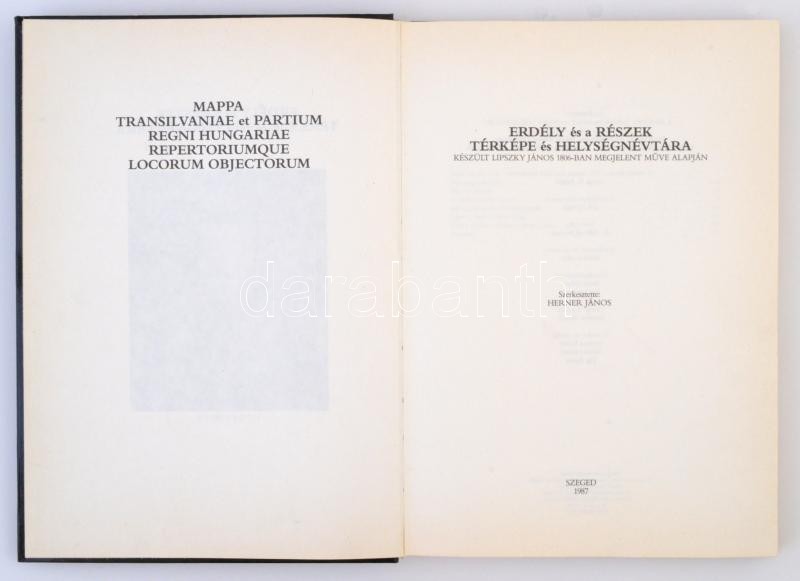 MAPPA
TRANSILVANIAE et PARTIUM
REGNI HUNGARIAE
REPERTORIUMQUE
LOCORUM OBJECTORUM
ERDÉLY és a RÉSZEK
TÉRKÉPE és HELYSÉGNÉVTÁRA
KÉSZÜLT LIPSZKY JÁNOS 1806-BAN MEGJELENT MŰVE ALAPJÁN
Szerkesztette:
HERNER JÁNOS
SZEGED
1987
darabanth